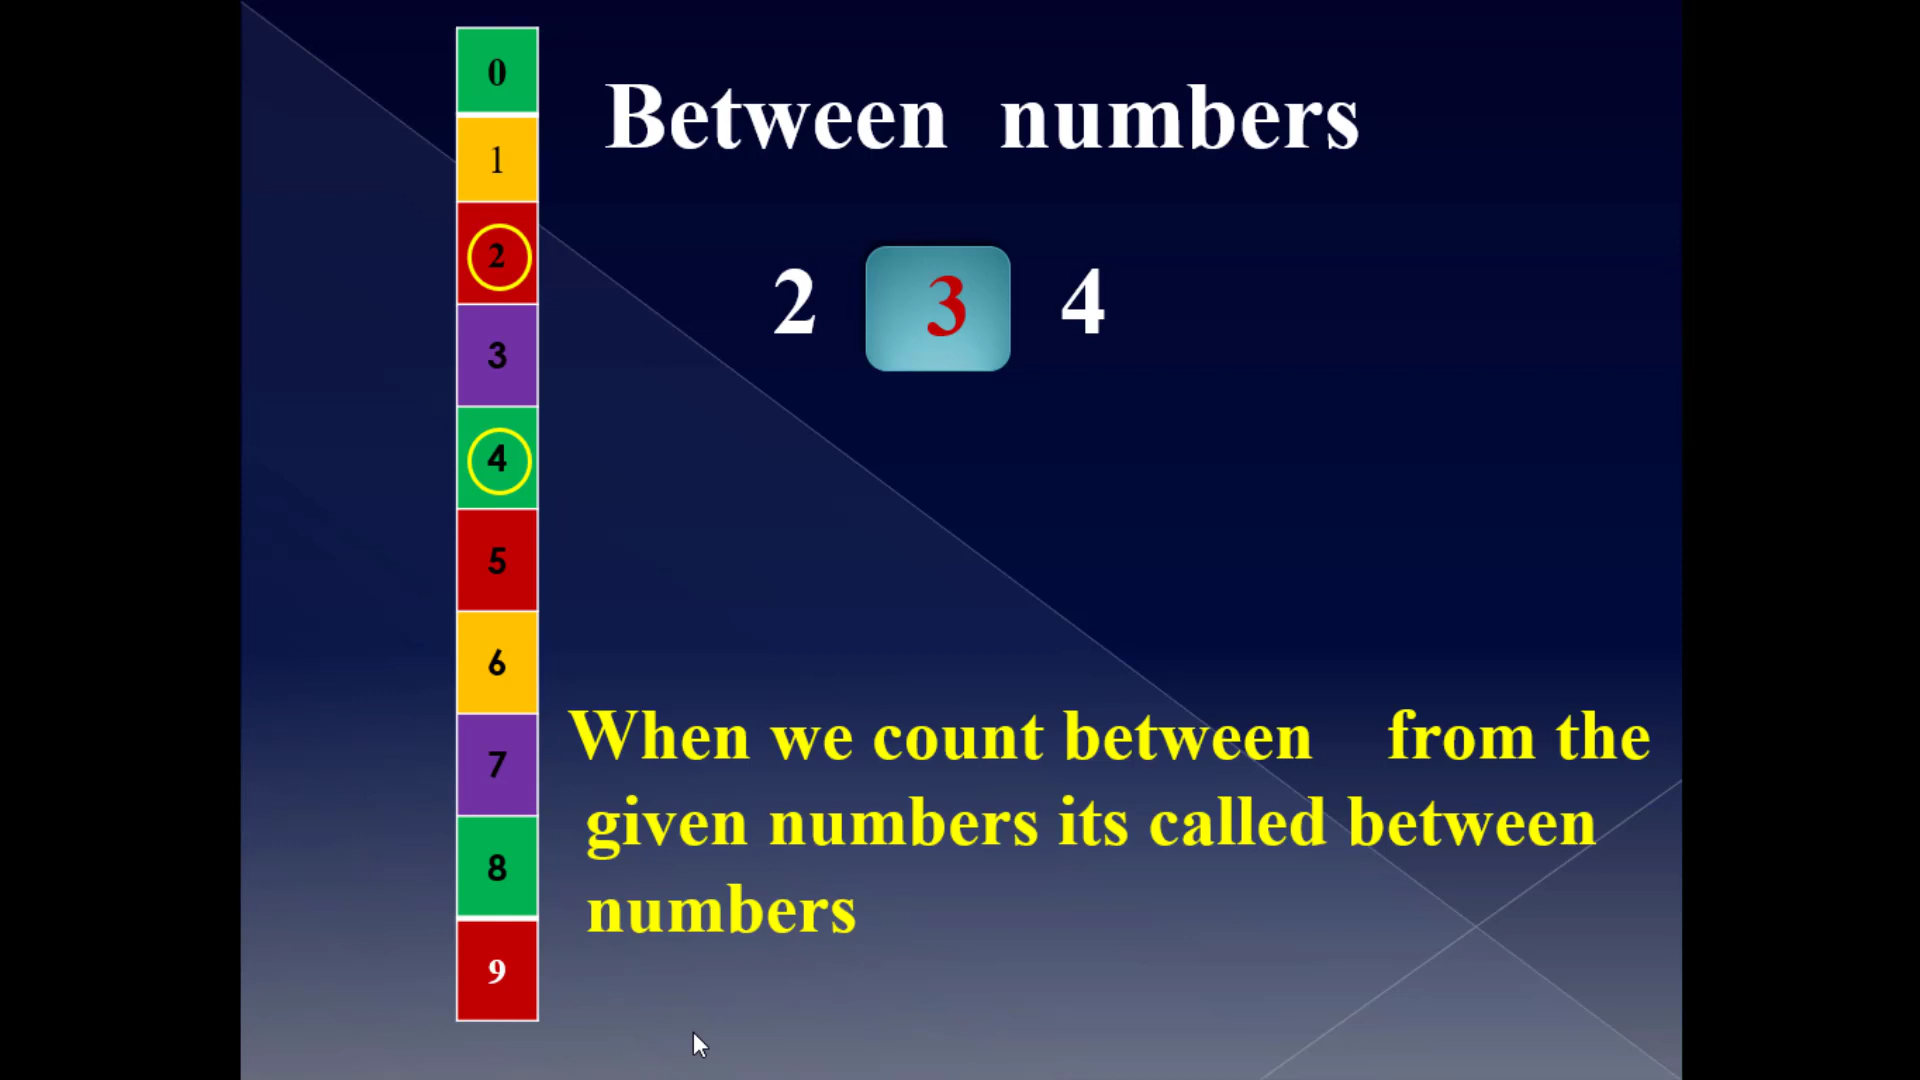 0
1
2
3
4
5
6
7
8
9
Between numbers
2 3 4
When we count between from the
given numbers its called between
numbers